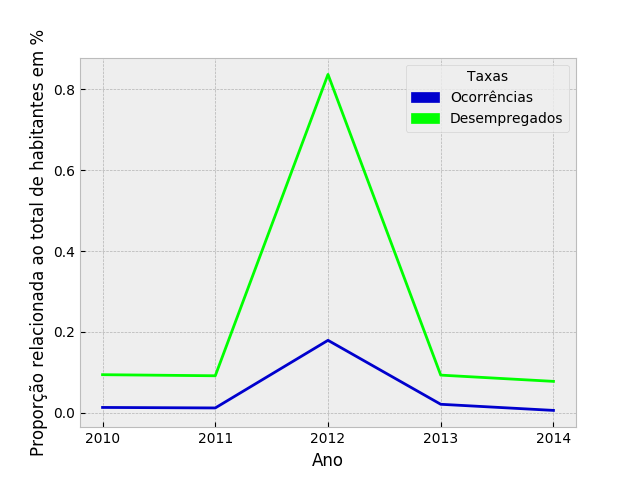 Proporção relacionada ao total de habitantes em %
0.8
0.6
0.4
0.2
0.0
Taxas
Ocorrências
Desempregados
2010 2011 2012 2013 2014
Ano